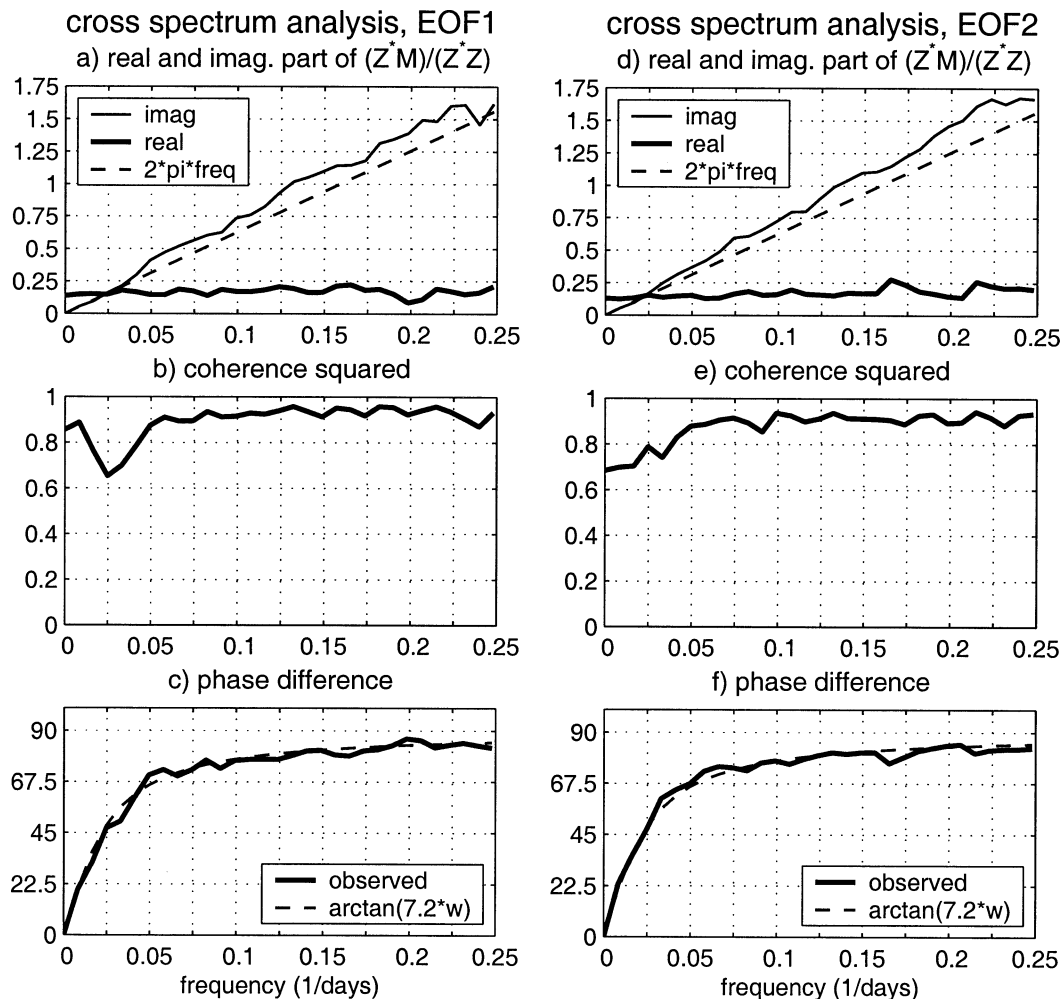 cross spectrum analysis, EOF1
a) real and imag. part of (Z*M)/(Z*Z)
1.75
1.5
1.25
1
0.75
0.5
0.25
0
imag
real
2*pi*freq
0 0.05 0.1 0.15 0.2 0.25
b) coherence squared
1
0.8
0.6
0.4
0.2
0
0 0.05 0.1 0.15 0.2 0.25
c) phase difference
90
67.5
45
22.5
0
observed
arctan(7.2*w)
0 0.05 0.1 0.15 0.2 0.25
frequency (1/days)
cross spectrum analysis, EOF2
d) real and imag. part of (Z*M)/(Z*Z)
1.75
1.5
1.25
1
0.75
0.5
0.25
0
imag
real
2*pi*freq
0 0.05 0.1 0.15 0.2 0.25
e) coherence squared
1
0.8
0.6
0.4
0.2
0
0 0.05 0.1 0.15 0.2 0.25
f) phase difference
90
67.5
45
22.5
0
observed
arctan(7.2*w)
0 0.05 0.1 0.15 0.2 0.25
frequency (1/days)